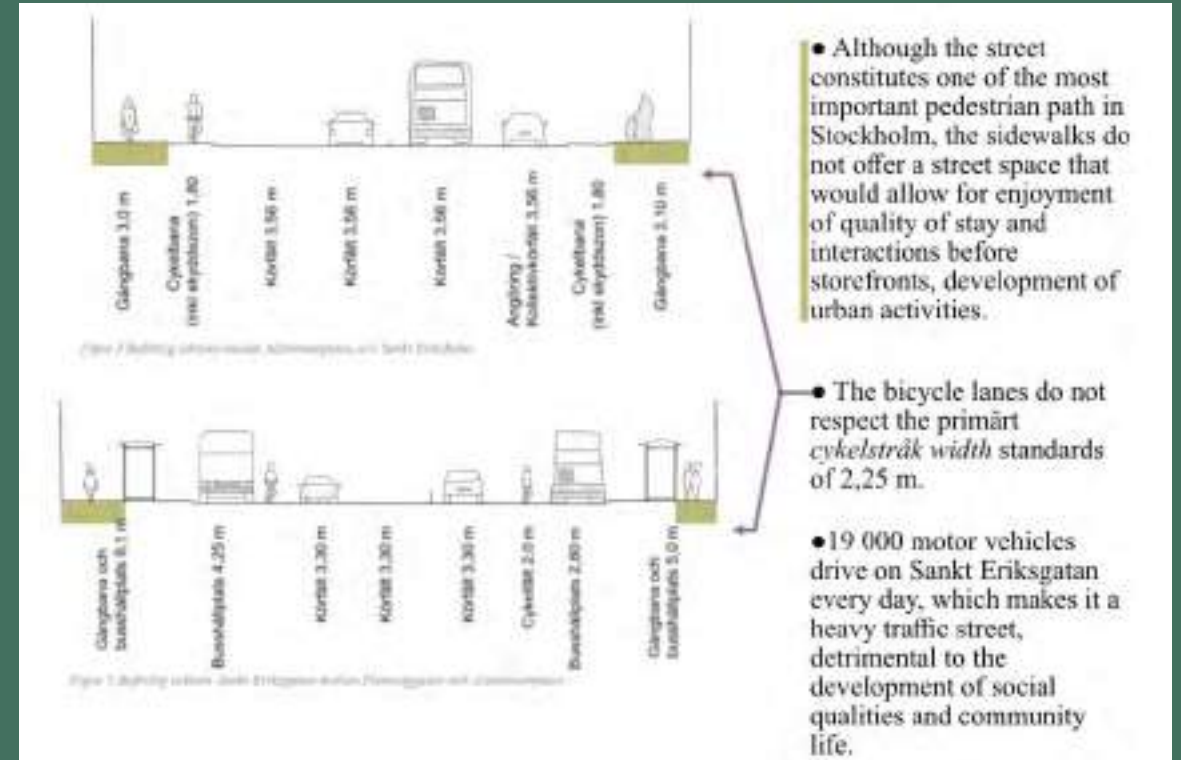 Gångbana 3.0 m
Cykelbana
(inkl skyddszon) 1,80
Körfält 3,56 m
Körfält 3,56 m
Körfält 3,56 m
Angöring /
3,56 m
Cykelbana
(inkl skyddszon) 1,80
Gångbana 3,10 m
Gångbana och
busshållplats 6,1 m
Busshållplats 4,25 m
Körfält 3,30 m
Körfält 3,30 m
Körfält 3,30 m
Cykelfält 2,0 m
Busshållplats 2,80 m
Gångbana och
busshållplats 5,0 m
● Although the street
constitutes one of the most
important pedestrian path in
Stockholm, the sidewalks do
not offer a street space that
would allow for enjoyment
of quality of stay and
interactions before
storefronts, development of
urban activities.
● The bicycle lanes do not
respect the primärt
cykelstråk width standards
of 2,25 m.
●19 000 motor vehicles
drive on Sankt Eriksgatan
every day, which makes it a
heavy traffic street,
detrimental to the
development of social
qualities and community
life.